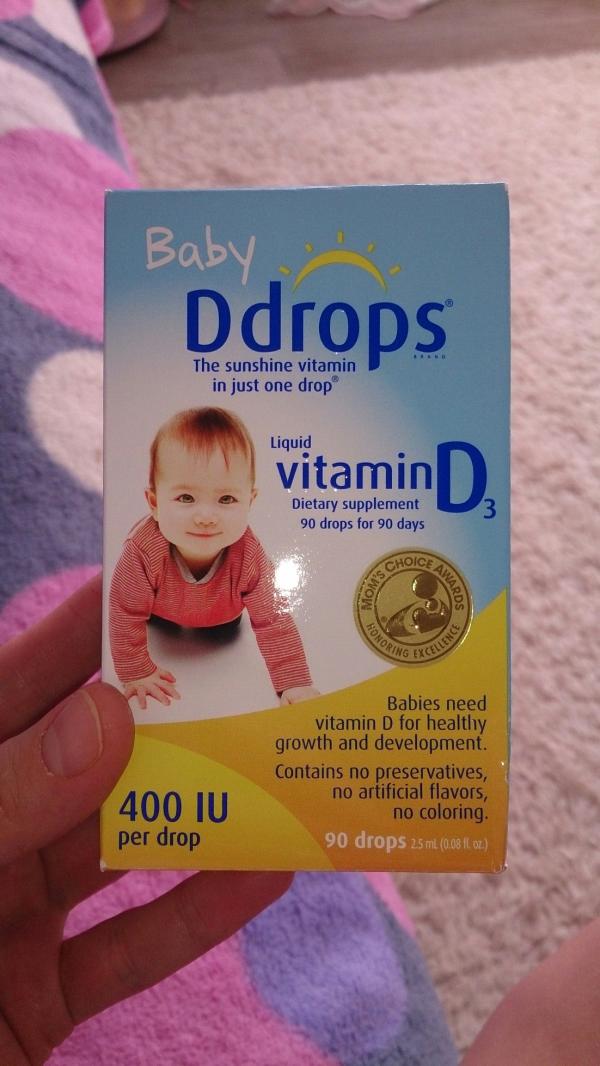 Baby
Ddrops®
BRAND
The sunshine vitamin
in just one drop®
Liquid
vitamin D3
Dietary supplement
90 drops for 90 days
MOM'S CHOICE AWARDS
HONORING EXCELLENCE
Babies need
vitamin D for healthy
growth and development.
Contains no preservatives,
no artificial flavors,
no coloring.
400 IU
per drop
90 drops 2.5 mL (0.08 fl. oz.)